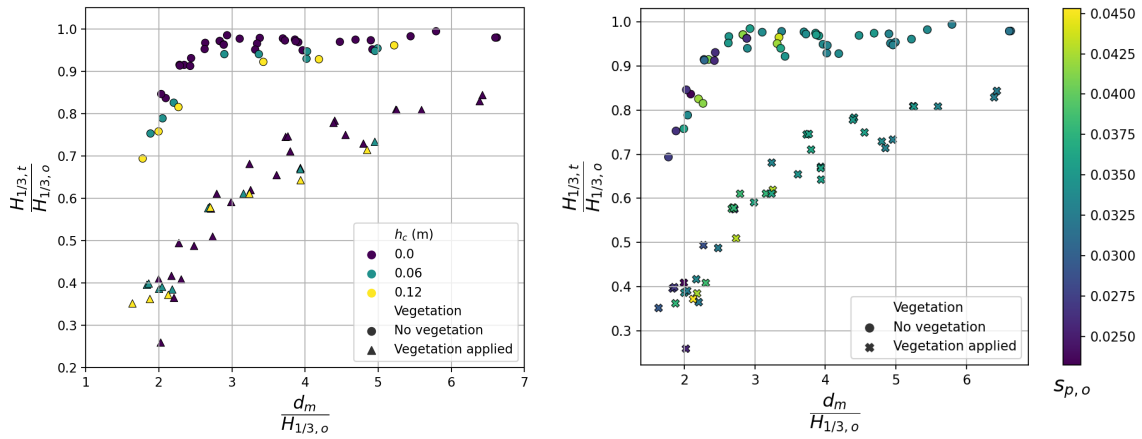 1.0
0.9
0.8
0.7
0.6
0.5
0.4
0.3
0.2
1 2 3 4 5 6 7
H1/3, t
H1/3, o
dm
H1/3, o
hc (m)
0.0
0.06
0.12
Vegetation
No vegetation
Vegetation applied
1.0
0.9
0.8
0.7
0.6
0.5
0.4
0.3
2 3 4 5 6
H1/3, t
H1/3, o
dm
H1/3, o
Vegetation
No vegetation
Vegetation applied
0.0450
0.0425
0.0400
0.0375
0.0350
0.0325
0.0300
0.0275
0.0250
sp, o